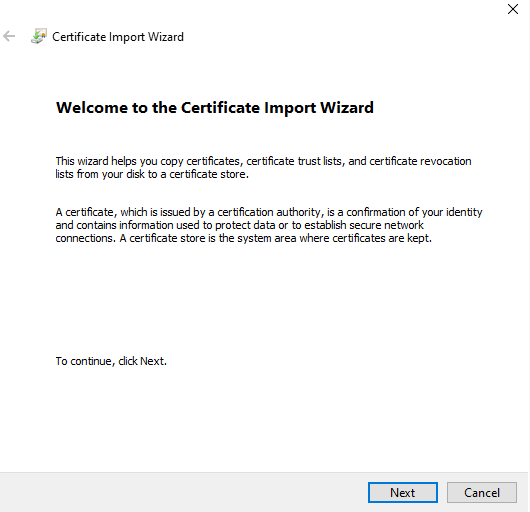 Certificate Import Wizard
Welcome to the Certificate Import Wizard
This wizard helps you copy certificates, certificate trust lists, and certificate revocation
lists from your disk to a certificate store.
A certificate, which is issued by a certification authority, is a confirmation of your identity
and contains information used to protect data or to establish secure network
connections. A certificate store is the system area where certificates are kept.
To continue, click Next.
Next
Cancel